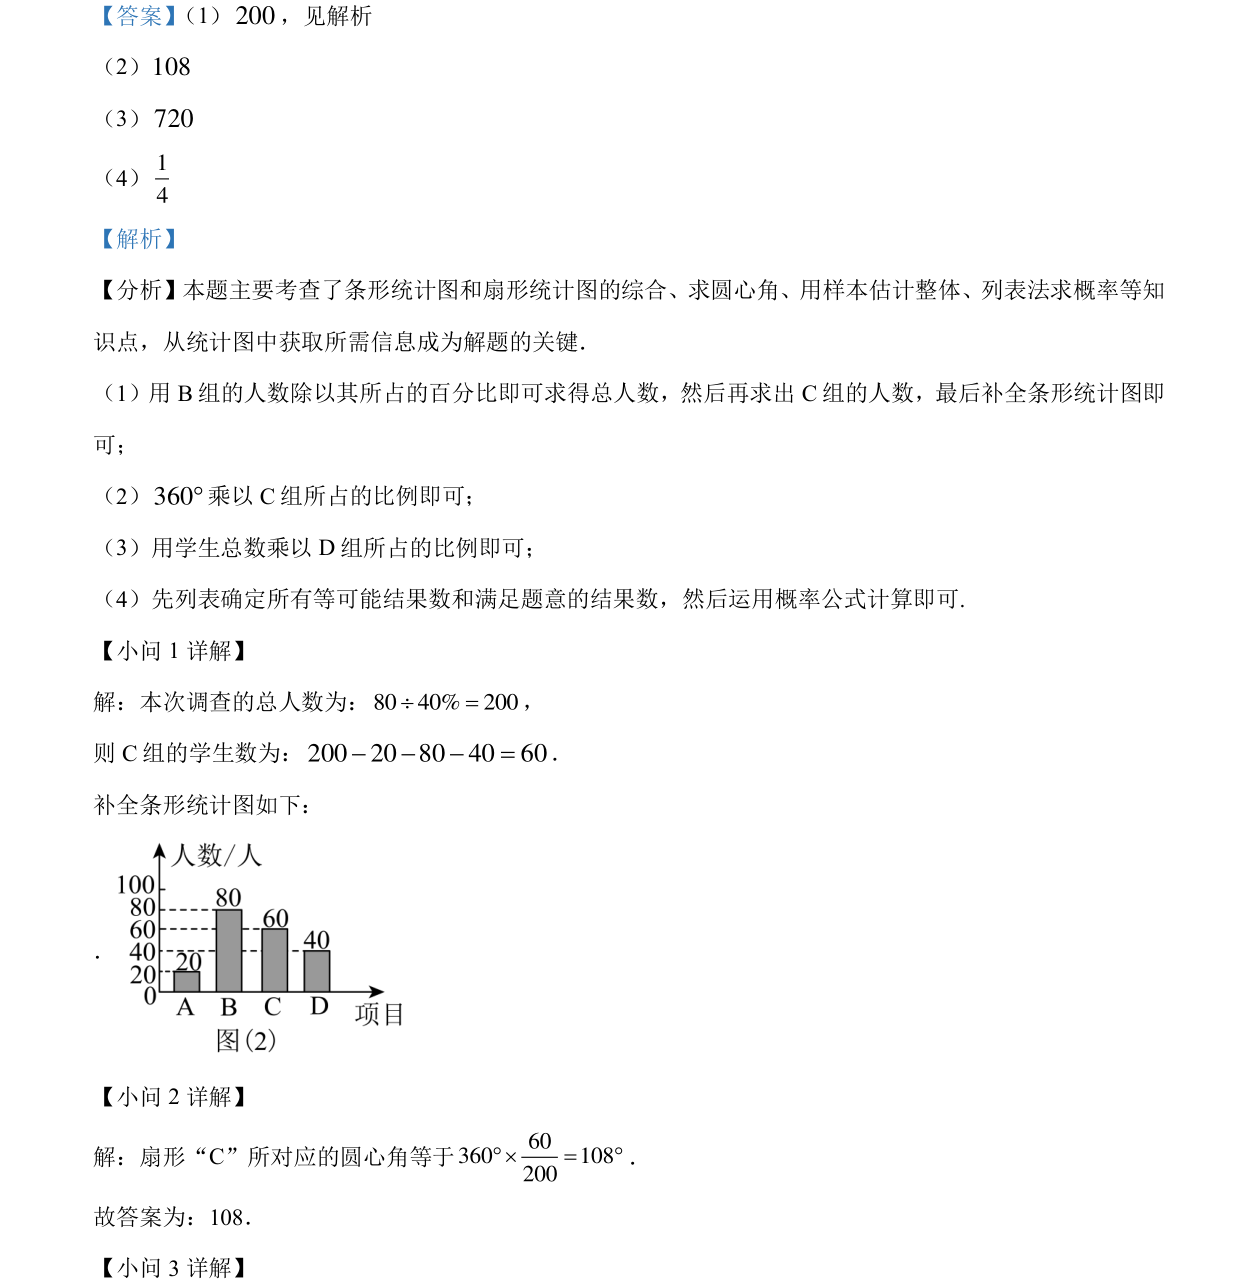 【答案】（1）200，见解析
（2）108
（3）720
（4）1/4
【解析】
【分析】本题主要考查了条形统计图和扇形统计图的综合、求圆心角、用样本估计整体、列表法求概率等知
识点，从统计图中获取所需信息成为解题的关键．
（1）用 B 组的人数除以其所占的百分比即可求得总人数，然后再求出 C 组的人数，最后补全条形统计图即
可；
（2）360°乘以 C 组所占的比例即可；
（3）用学生总数乘以 D 组所占的比例即可；
（4）先列表确定所有等可能结果数和满足题意的结果数，然后运用概率公式计算即可.
【小问 1 详解】
解：本次调查的总人数为：80÷40%=200，
则 C 组的学生数为：200−20−80−40=60．
补全条形统计图如下：
人数/人
100
80 80
60 60
40 40
20 20
0
A B C D
项目
图(2)
．
【小问 2 详解】
解：扇形“C”所对应的圆心角等于360°×60/200=108°．
故答案为：108．
【小问 3 详解】